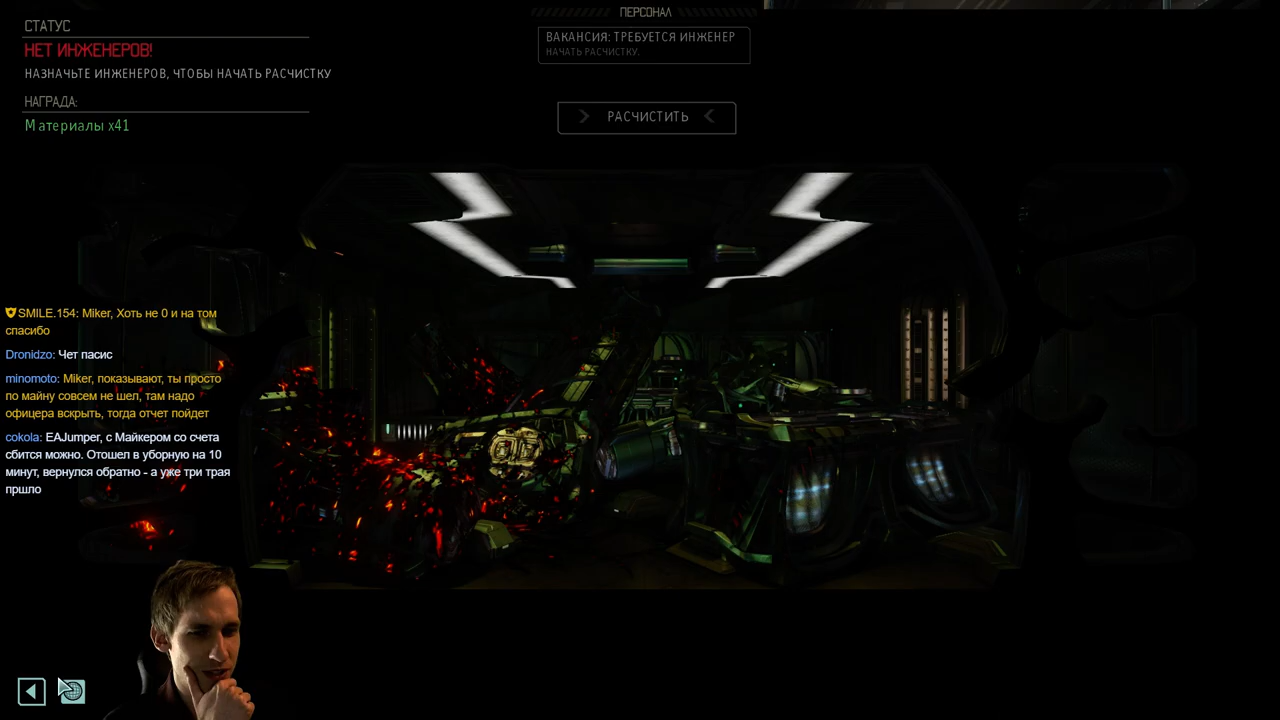 ПЕРСОНАЛ
СТАТУС
НЕТ ИНЖЕНЕРОВ!
НАЗНАЧЬТЕ ИНЖЕНЕРОВ, ЧТОБЫ НАЧАТЬ РАСЧИСТКУ
НАГРАДА:
Материалы x41
ВАКАНСИЯ: ТРЕБУЕТСЯ ИНЖЕНЕР
НАЧАТЬ РАСЧИСТКУ.
РАСЧИСТИТЬ
SMILE.154: Miker, Хоть не 0 и на том
спасибо
Dronidzo: Чет пасис
minomoto: Miker, показывают, ты просто
по майну совсем не шел, там надо
офицера вскрыть, тогда отчет пойдет
cokola: EAJumper, с Майкером со счета
сбится можно. Отошел в уборную на 10
минут, вернулся обратно - а уже три трая
пршло